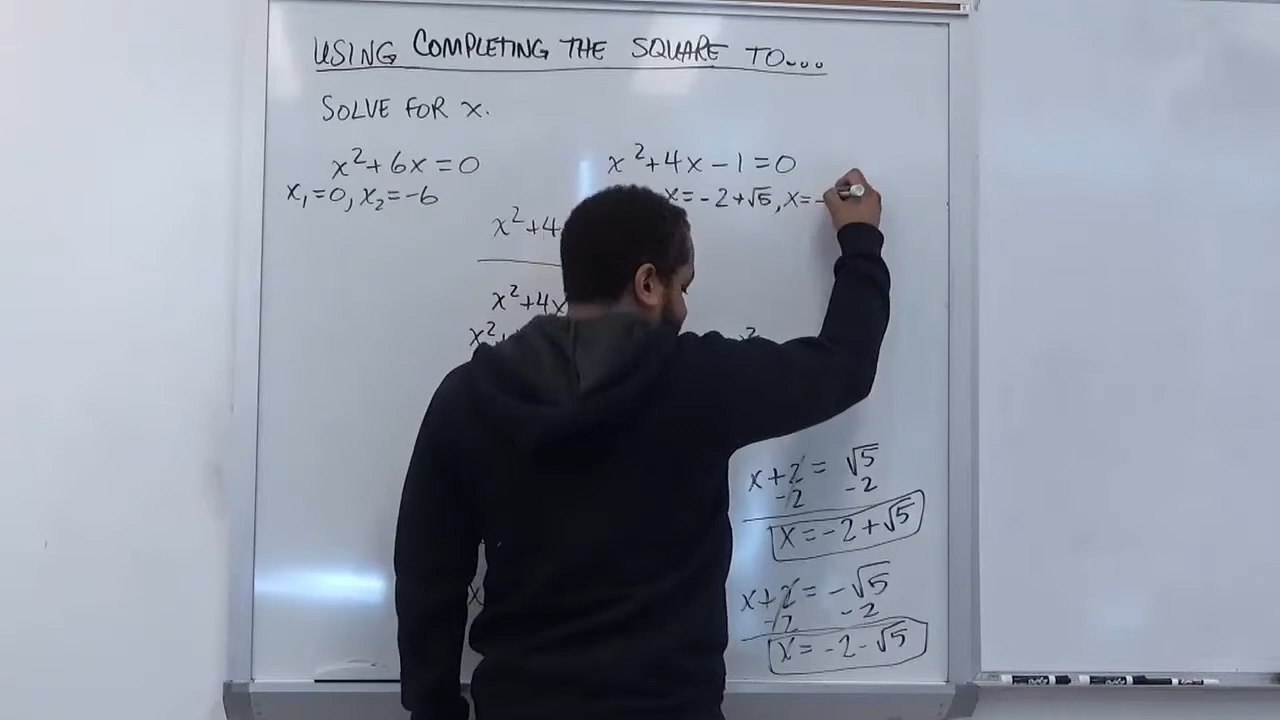 USING COMPLETING THE SQUARE TO...
SOLVE FOR x.
x²+6x=0
x₁=0, x₂=-6
x²+4x-1=0
x=-2+√5, x=-
x²+4
x²+4x
x²
x+2=√5
-2 -2
x=-2+√5
x+2=-√5
-2 -2
x=-2-√5